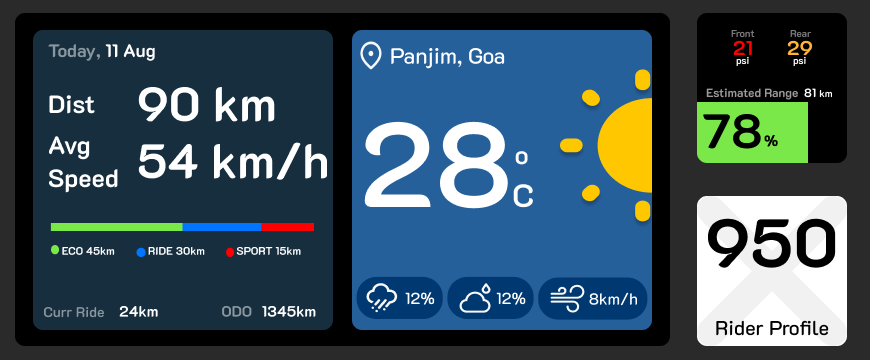 Today, 11 Aug
Dist 90 km
Avg Speed 54 km/h
ECO 45km RIDE 30km SPORT 15km
Curr Ride 24km ODO 1345km
Panjim, Goa
28°C
12% 12% 8km/h
Front Rear
21 29
psi psi
Estimated Range 81 km
78%
950
Rider Profile